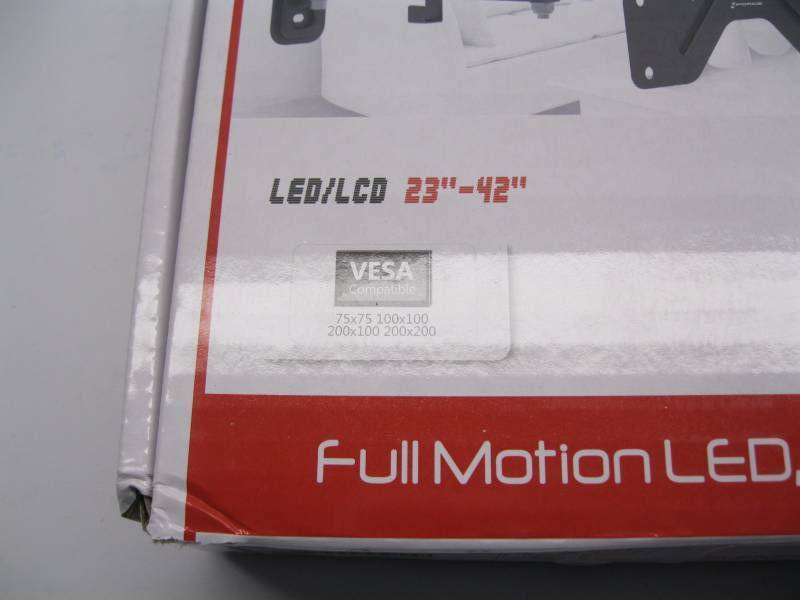 LED/LCD 23"-42"
VESA
Compatible
75x75 100x100
200x100 200x200
Full Motion LED